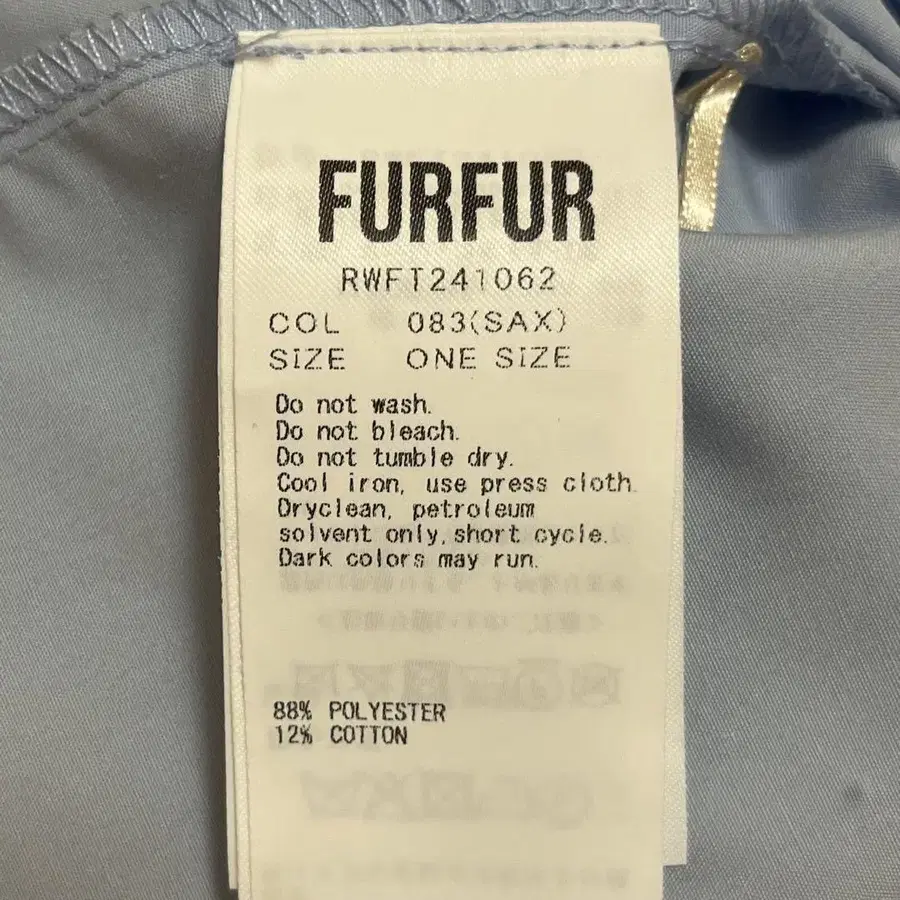 FURFUR
RWFT241062
COL 083(SAX)
SIZE ONE SIZE
Do not wash.
Do not bleach.
Do not tumble dry.
Cool iron, use press cloth.
Dryclean, petroleum
solvent only, short cycle.
Dark colors may run.
88% POLYESTER
12% COTTON